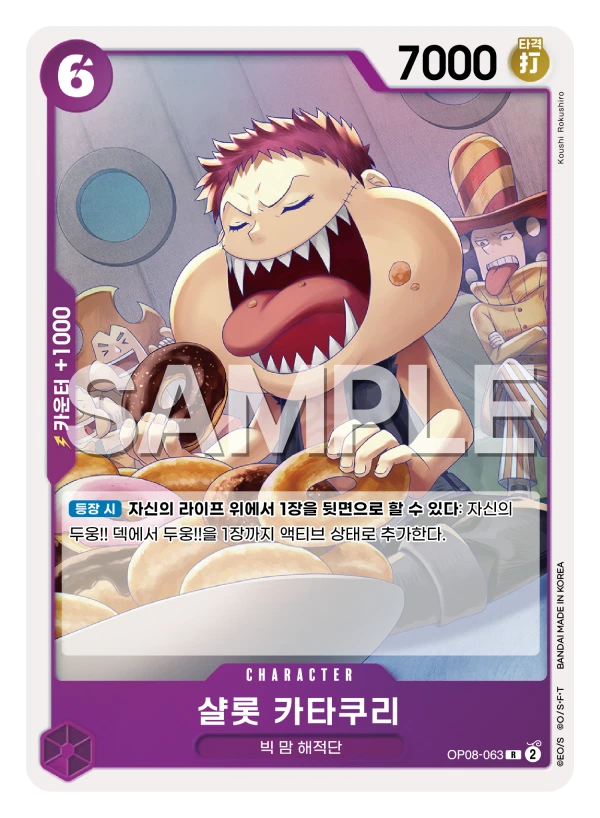 6
7000
타격
打
Koushi Rokushiro
카운터 +1000
SAMPLE
등장 시 자신의 라이프 위에서 1장을 뒷면으로 할 수 있다: 자신의
두웅!! 덱에서 두웅!!을 1장까지 액티브 상태로 추가한다.
CHARACTER
샬롯 카타쿠리
빅 맘 해적단
OP08-063 R 2
©EO/S ©O/S·F·T BANDAI MADE IN KOREA